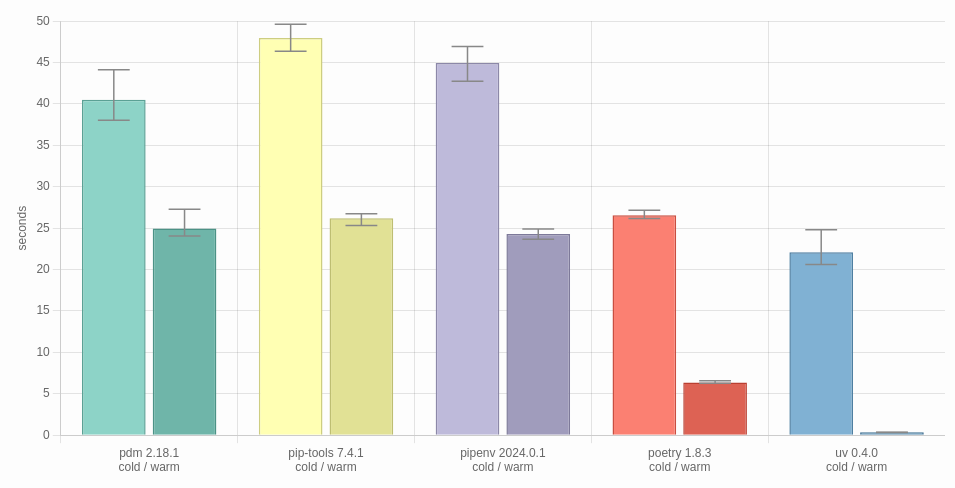 50
45
40
35
30
25
20
15
10
5
0
seconds
pdm 2.18.1
cold / warm
pip-tools 7.4.1
cold / warm
pipenv 2024.0.1
cold / warm
poetry 1.8.3
cold / warm
uv 0.4.0
cold / warm